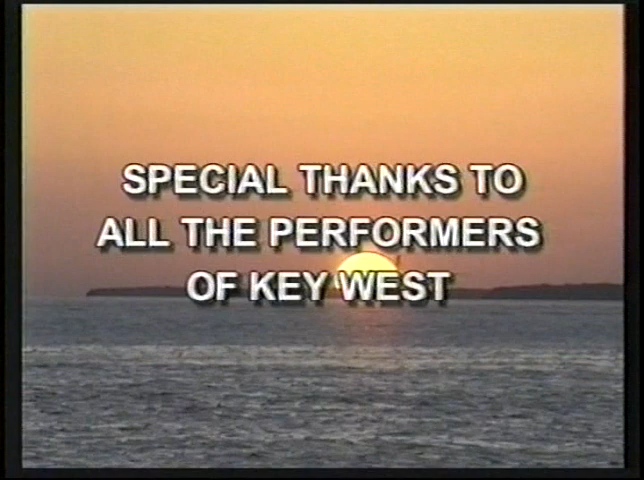 SPECIAL THANKS TO
ALL THE PERFORMERS
OF KEY WEST